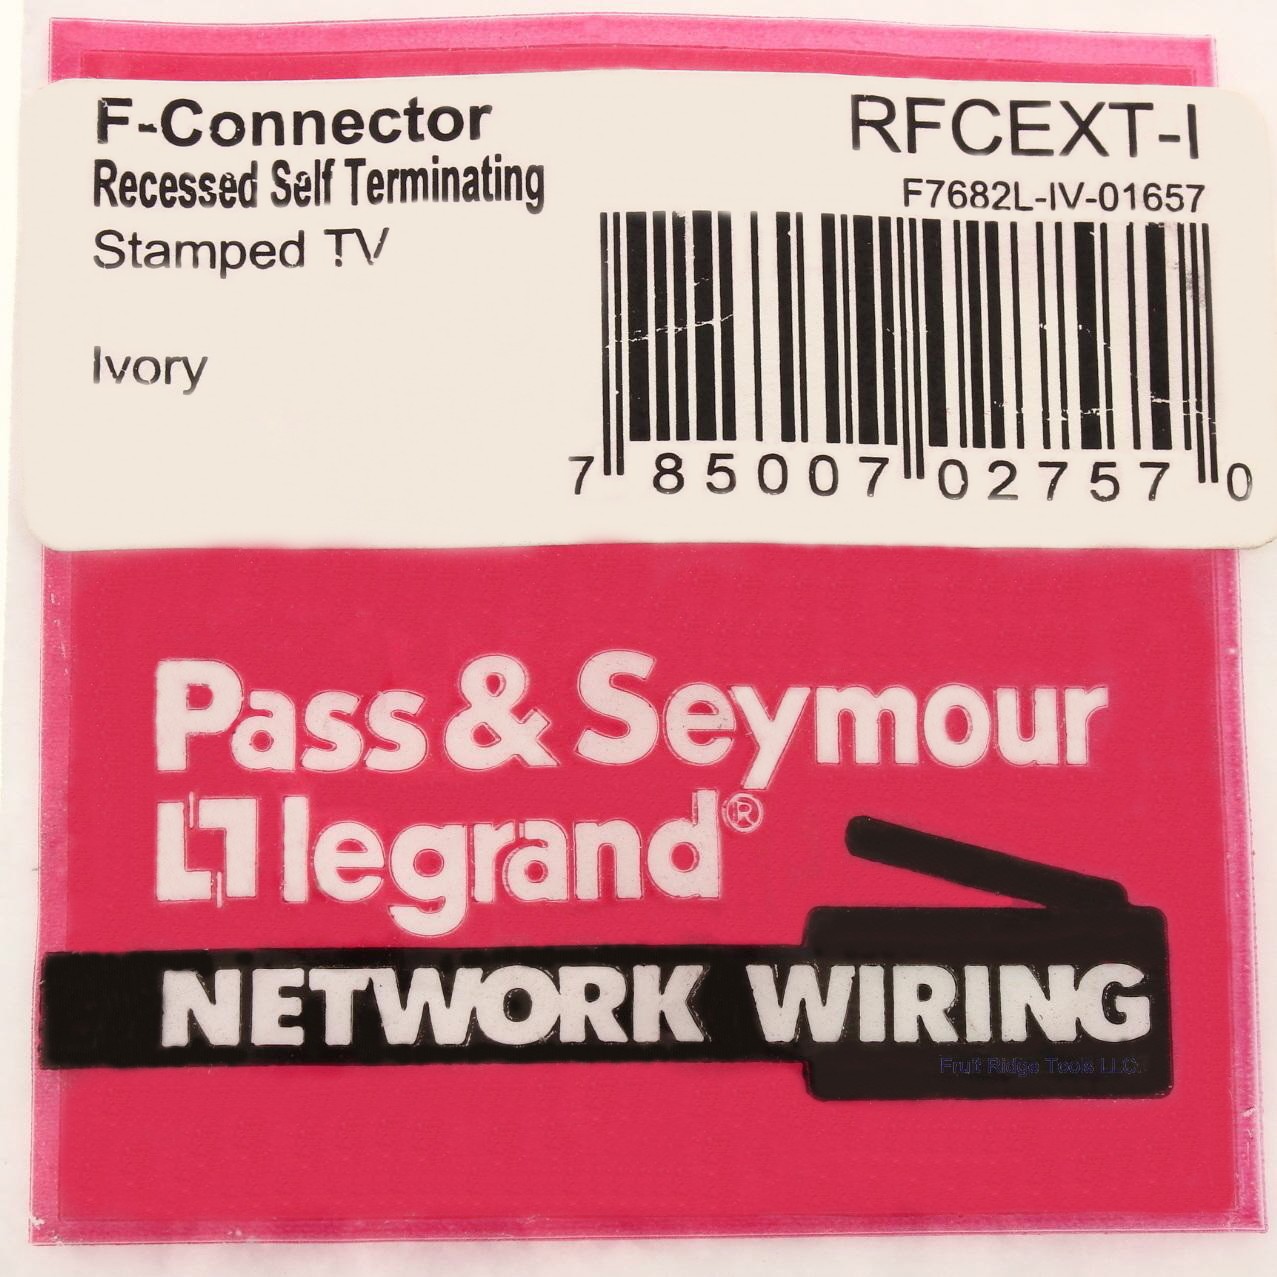 F-Connector
Recessed Self Terminating
Stamped TV
Ivory
RFCEXT-I
F7682L-IV-01657
7 85007 02757 0
Pass & Seymour
legrand®
NETWORK WIRING
Fruit Ridge Tools LLC.